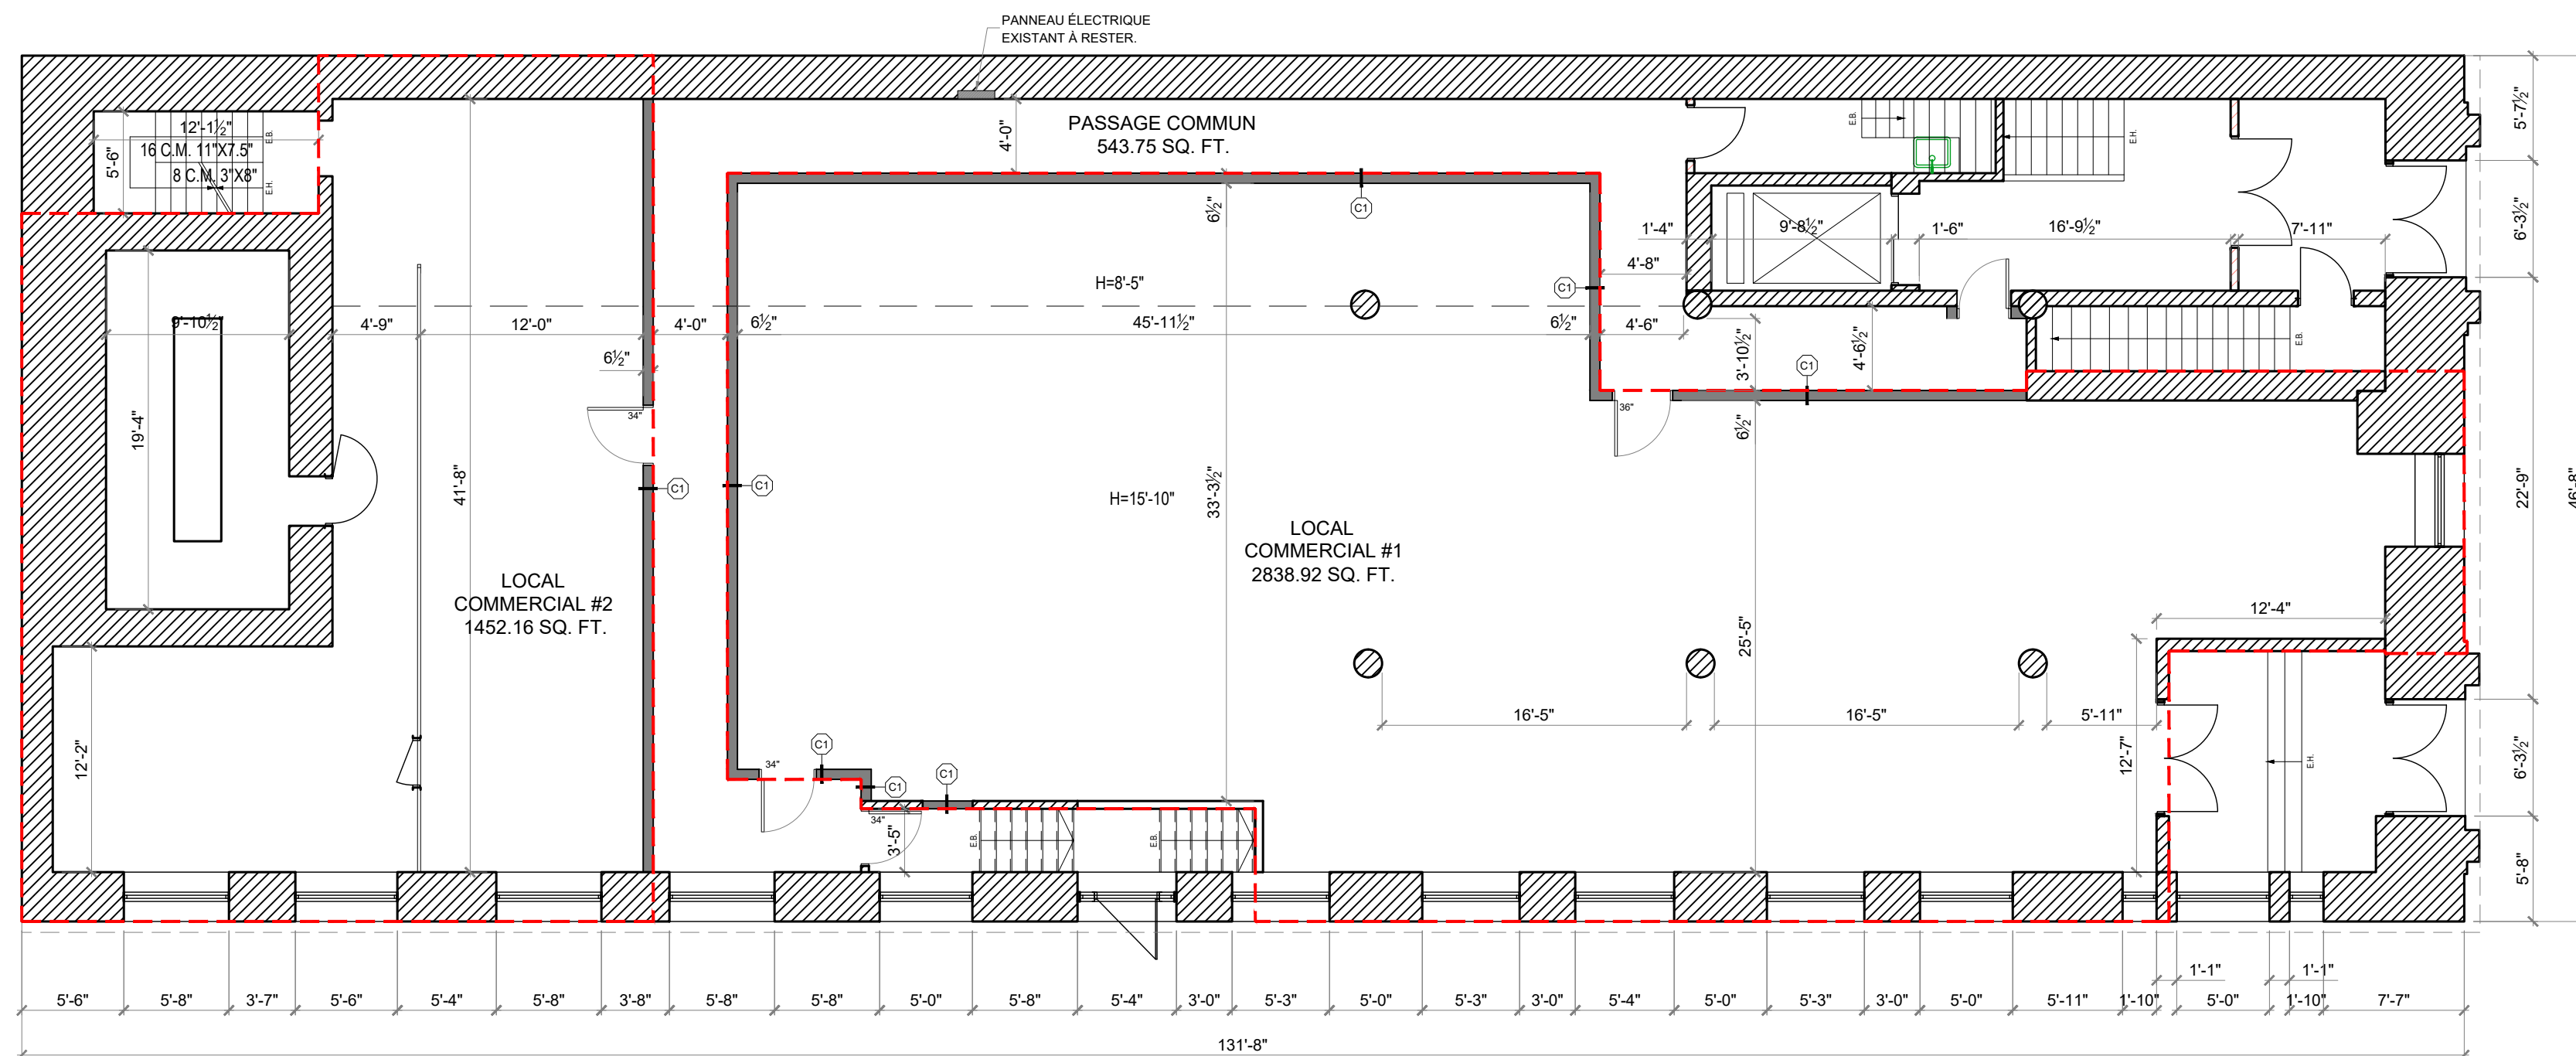 PANNEAU ÉLECTRIQUE
EXISTANT À RESTER.
12'-1½"
E.B.
16 C.M. 11"X7.5"
5'-6"
8 C.M. 3"X8"
E.H.
4'-0"
PASSAGE COMMUN
543.75 SQ. FT.
E.B.
E.H.
5'-7½"
6½"
C1
1'-4"
9'-8½"
1'-6"
16'-9½"
7'-11"
6'-3½"
4'-8"
H=8'-5"
C1
9'-10½"
4'-9"
12'-0"
4'-0"
6½"
45'-11½"
6½"
4'-6"
3'-10½"
4'-6½"
E.B.
6½"
C1
34"
36"
6½"
19'-4"
41'-8"
C1
C1
H=15'-10"
33'-3½"
22'-9"
46'-8"
LOCAL
COMMERCIAL #1
2838.92 SQ. FT.
LOCAL
COMMERCIAL #2
1452.16 SQ. FT.
25'-5"
12'-4"
16'-5"
16'-5"
5'-11"
12'-2"
12'-7"
E.H.
6'-3½"
C1
34"
C1
C1
34"
3'-5"
E.B.
E.B.
5'-8"
1'-1"
1'-1"
5'-6"
5'-8"
3'-7"
5'-6"
5'-4"
5'-8"
3'-8"
5'-8"
5'-8"
5'-0"
5'-8"
5'-4"
3'-0"
5'-3"
5'-0"
5'-3"
3'-0"
5'-4"
5'-0"
5'-3"
3'-0"
5'-0"
5'-11"
1'-10"
5'-0"
1'-10"
7'-7"
131'-8"